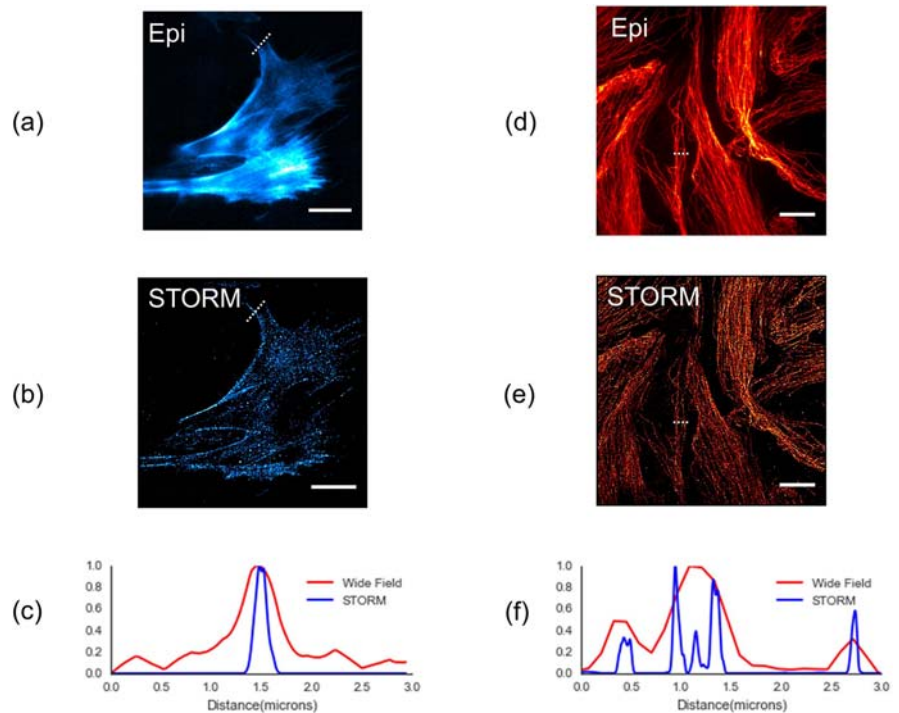 (a)
Epi
(b)
STORM
(c)
1.0
0.8
0.6
0.4
0.2
0.0
Wide Field
STORM
0.0 0.5 1.0 1.5 2.0 2.5 3.0
Distance(microns)
(d)
Epi
(e)
STORM
(f)
1.0
0.8
0.6
0.4
0.2
0.0
Wide Field
STORM
0.0 0.5 1.0 1.5 2.0 2.5 3.0
Distance(microns)